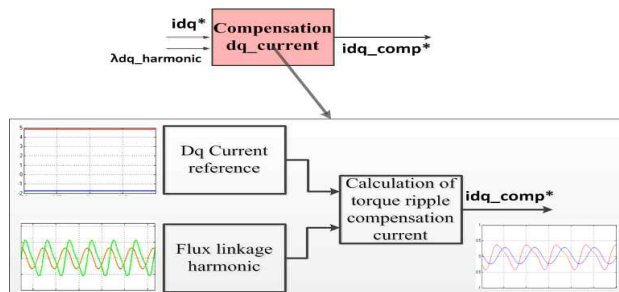 idq*
λdq_harmonic
Compensation
dq_current
idq_comp*
Dq Current
reference
Flux linkage
harmonic
Calculation of
torque ripple
compensation
current
idq_comp*